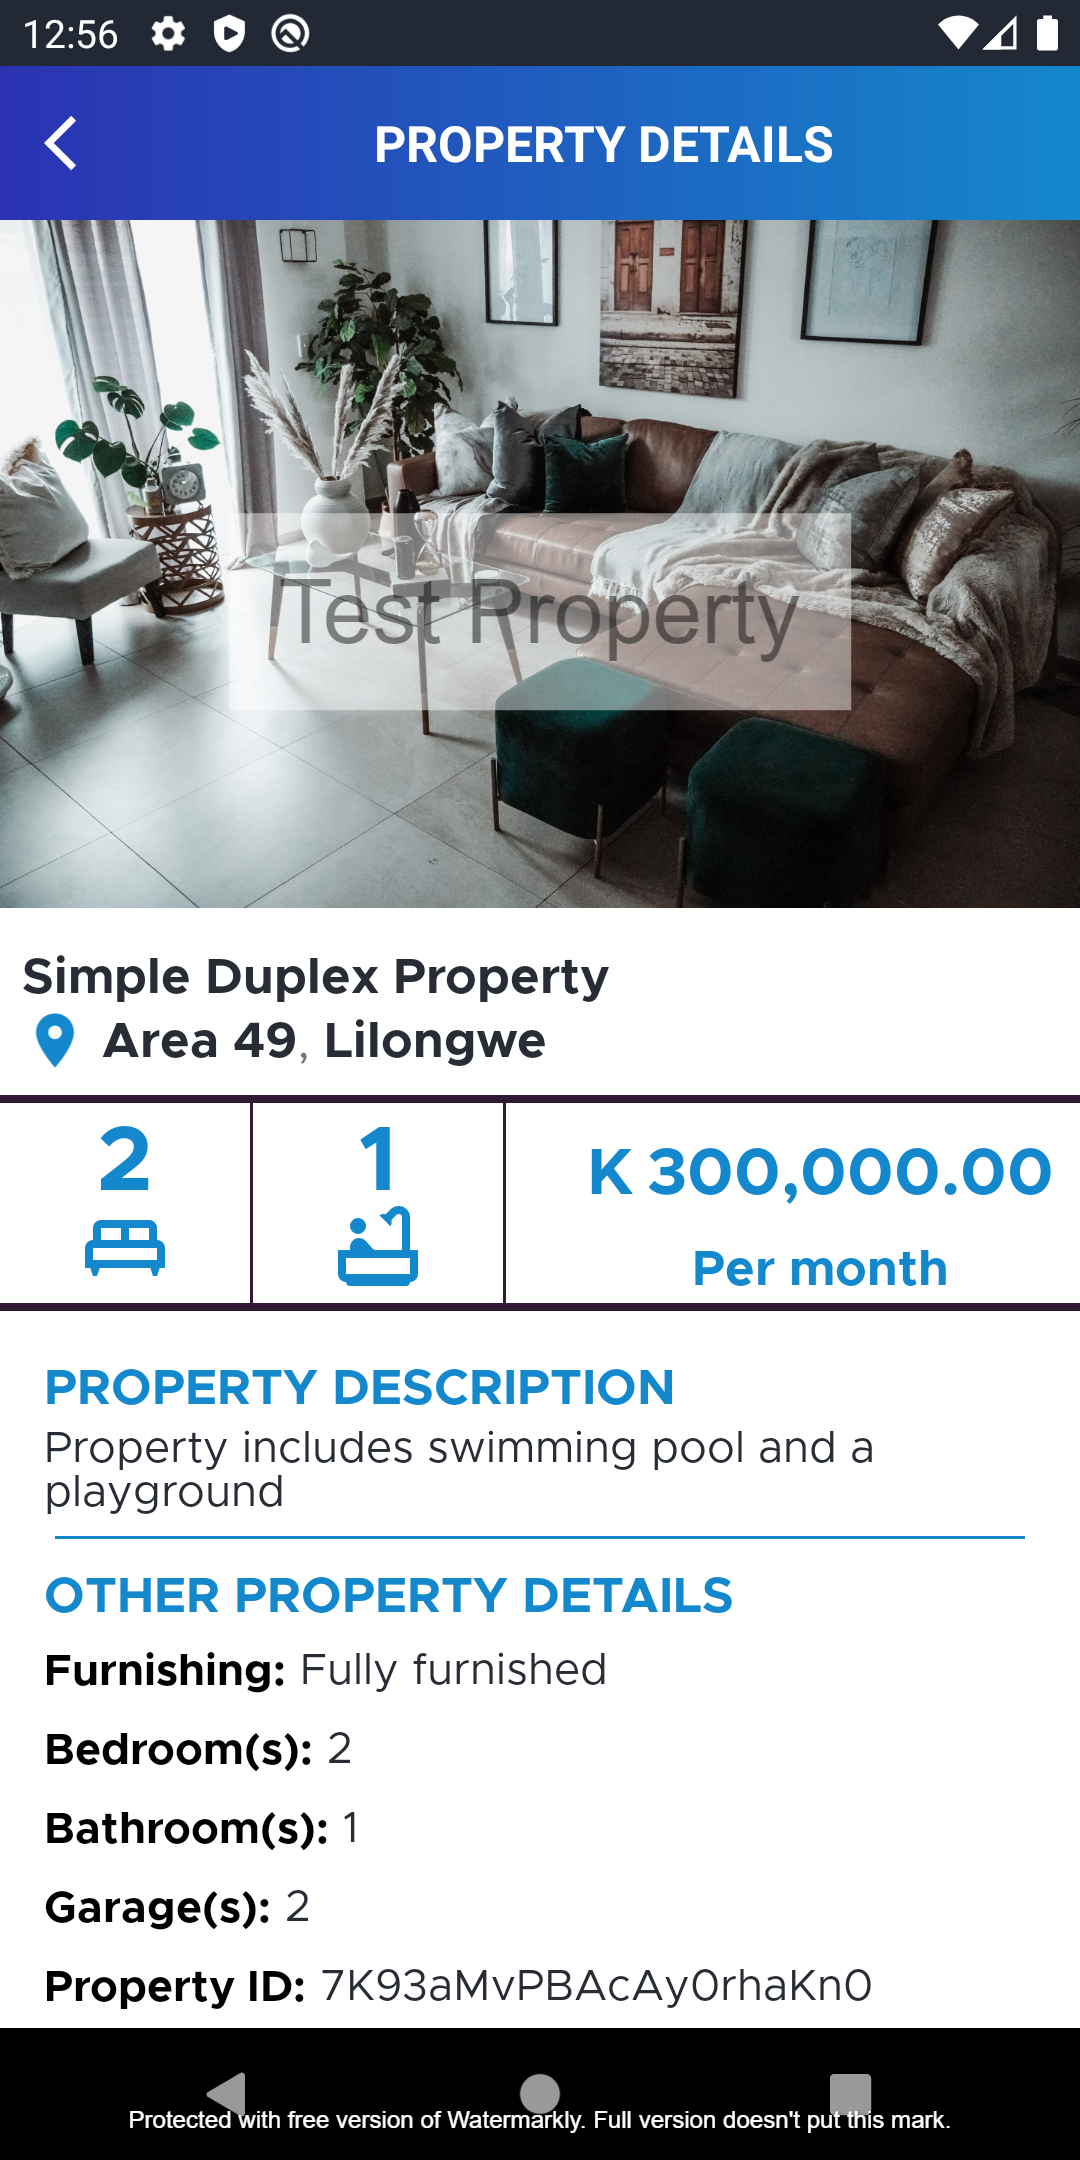 12:56
PROPERTY DETAILS
Test Property
Simple Duplex Property
Area 49, Lilongwe
2
1
K 300,000.00
Per month
PROPERTY DESCRIPTION
Property includes swimming pool and a
playground
OTHER PROPERTY DETAILS
Furnishing: Fully furnished
Bedroom(s): 2
Bathroom(s): 1
Garage(s): 2
Property ID: 7K93aMvPBAcAy0rhaKn0
Protected with free version of Watermarkly. Full version doesn't put this mark.